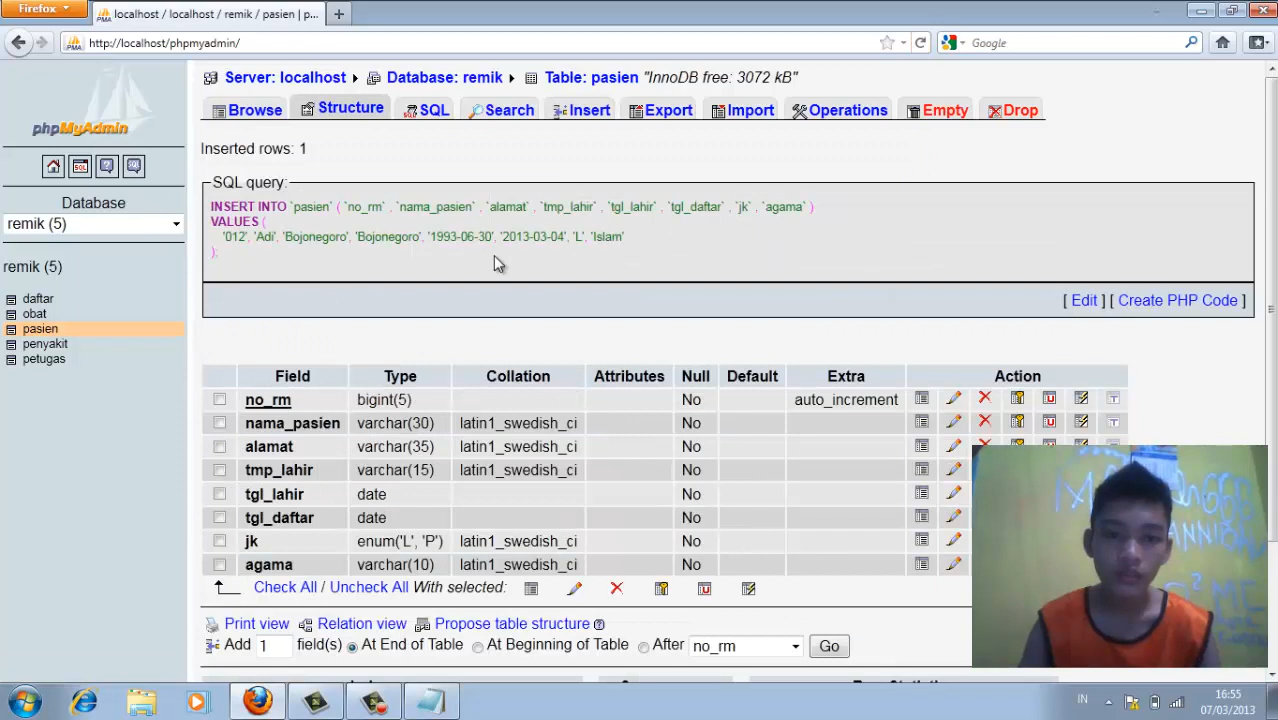 Firefox
localhost / localhost / remik / pasien | p...
http://localhost/phpmyadmin/
Google
phpMyAdmin
Database
remik (5)
remik (5)
daftar
obat
pasien
penyakit
petugas
Server: localhost Database: remik Table: pasien "InnoDB free: 3072 kB"
Browse Structure SQL Search Insert Export Import Operations Empty Drop
Inserted rows: 1
SQL query:
INSERT INTO `pasien` ( `no_rm` , `nama_pasien` , `alamat` , `tmp_lahir` , `tgl_lahir` , `tgl_daftar` , `jk` , `agama` )
VALUES (
'012', 'Adi', 'Bojonegoro', 'Bojonegoro', '1993-06-30', '2013-03-04', 'L', 'Islam'
);
[ Edit ] [ Create PHP Code ]
Field Type Collation Attributes Null Default Extra Action
no_rm bigint(5) No auto_increment
nama_pasien varchar(30) latin1_swedish_ci No
alamat varchar(35) latin1_swedish_ci No
tmp_lahir varchar(15) latin1_swedish_ci No
tgl_lahir date No
tgl_daftar date No
jk enum('L', 'P') latin1_swedish_ci No
agama varchar(10) latin1_swedish_ci No
Check All / Uncheck All With selected:
Print view Relation view Propose table structure
Add 1 field(s) At End of Table At Beginning of Table After no_rm Go
IN
16:55
07/03/2013